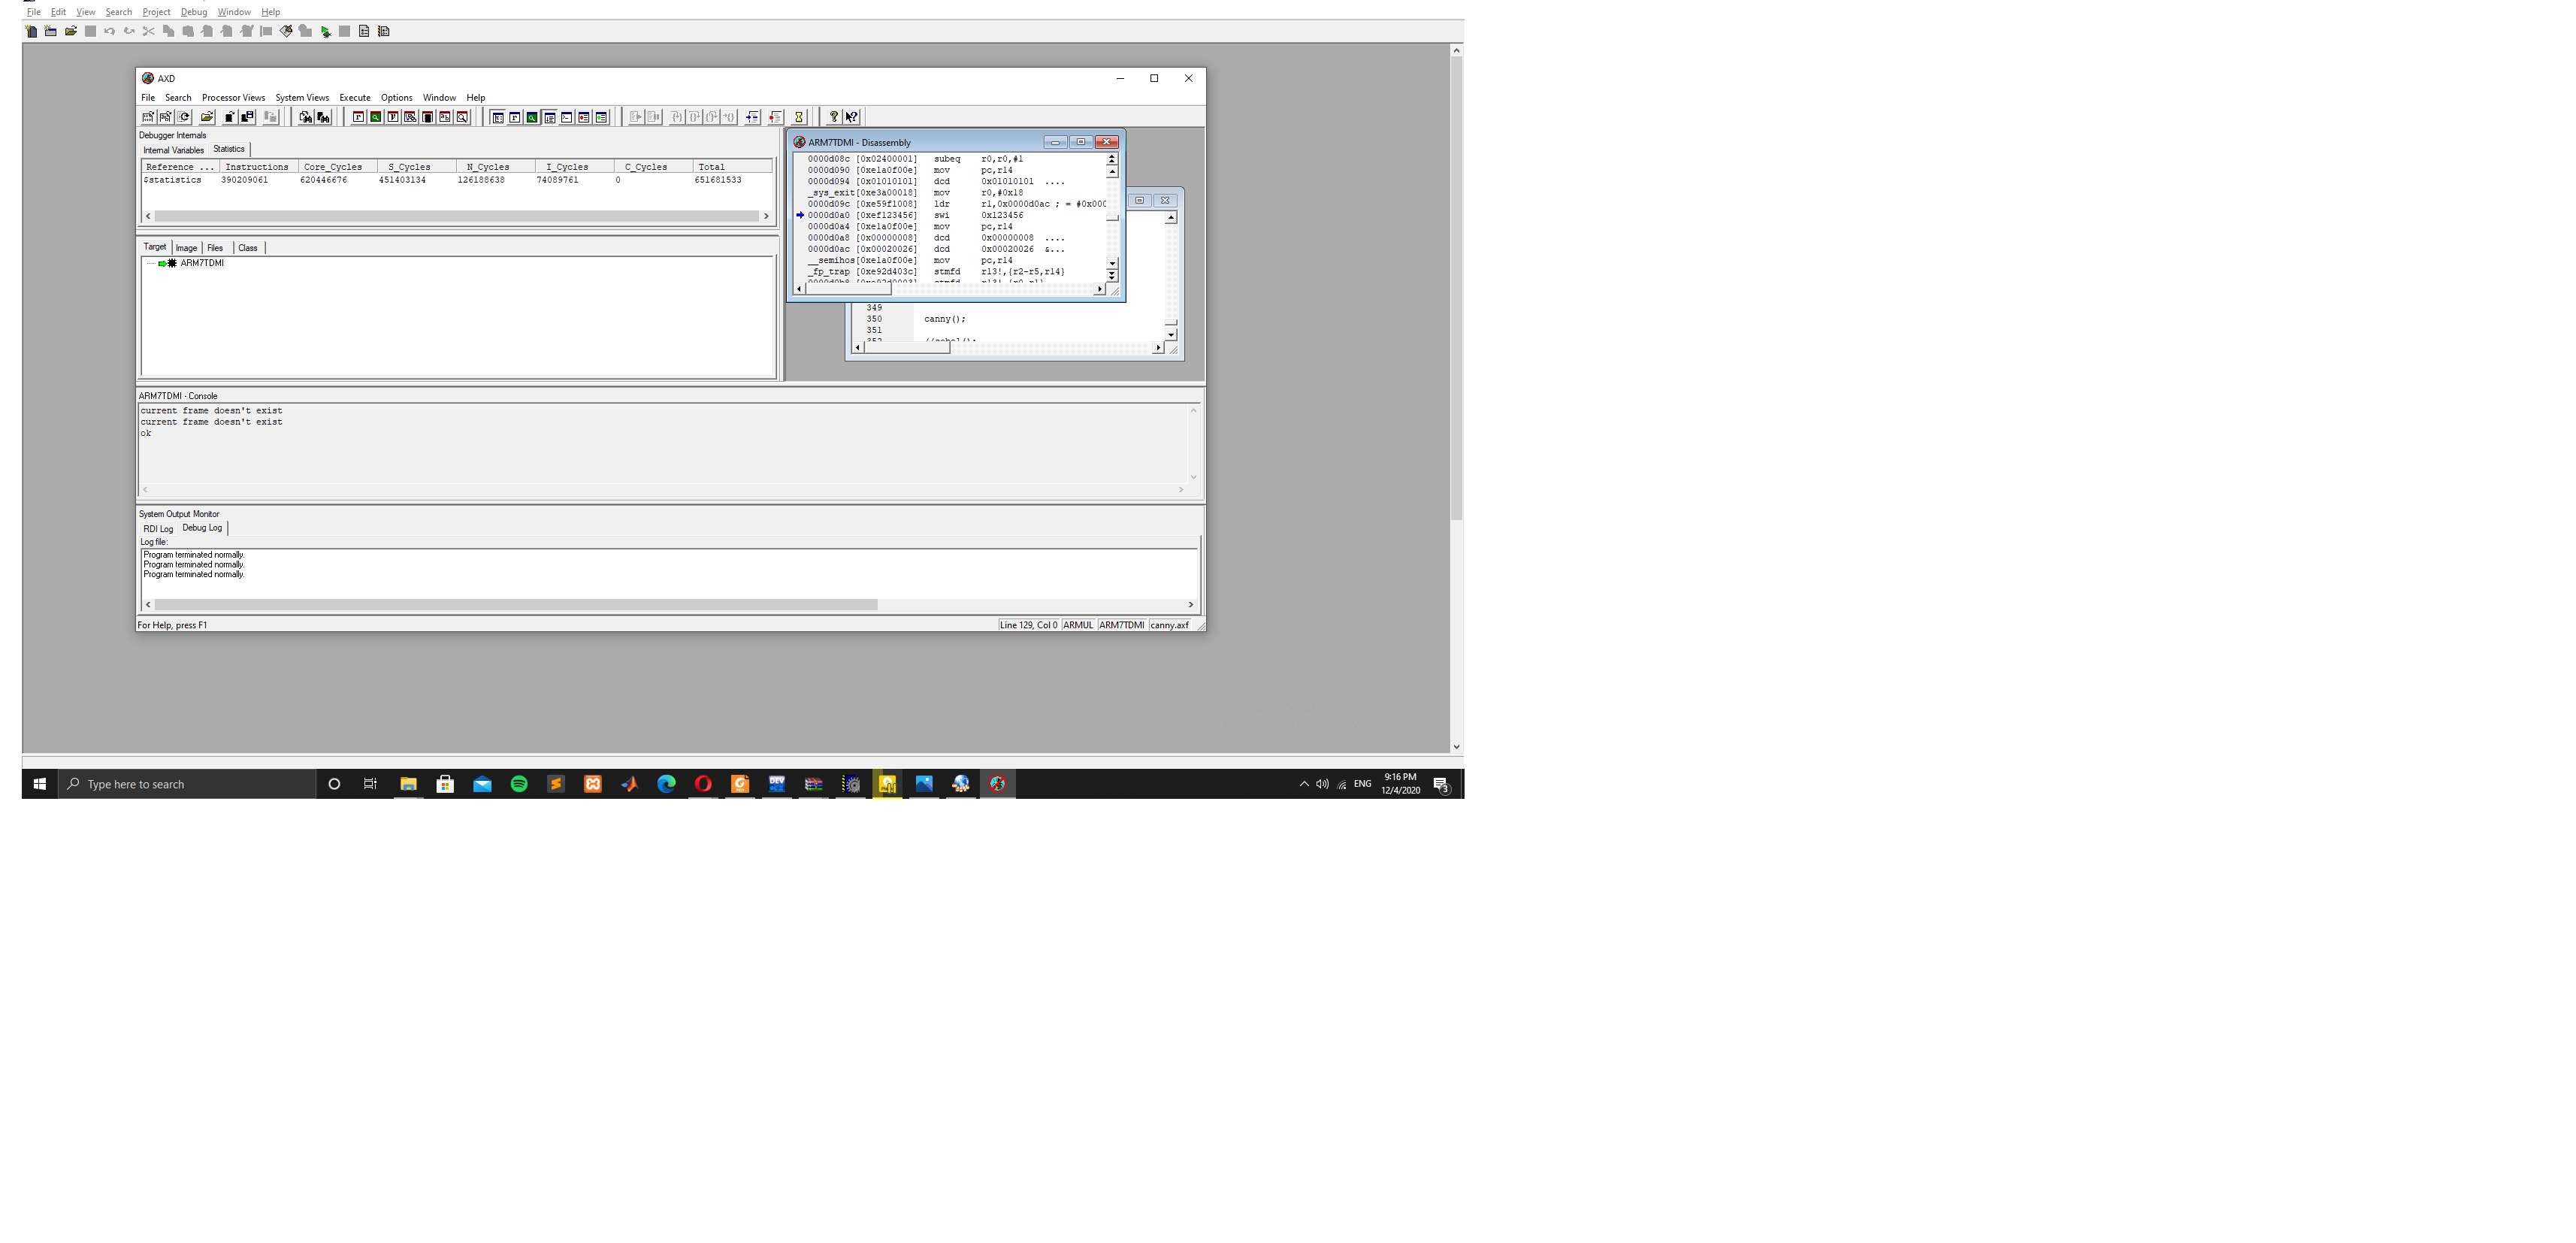 File Edit View Search Project Debug Window Help
AXD
File Search Processor Views System Views Execute Options Window Help
Debugger Internals
Internal Variables Statistics
Reference ... Instructions Core_Cycles S_Cycles N_Cycles I_Cycles C_Cycles Total
$statistics 390209061 620446676 451403134 126188638 74089761 0 651681533
Target Image Files Class
ARM7TDMI
ARM7TDMI - Disassembly
0000d08c [0x02400001] subeq r0,r0,#1
0000d090 [0xe1a0f00e] mov pc,r14
0000d094 [0x01010101] dcd 0x01010101 ....
_sys_exit[0xe3a00018] mov r0,#0x18
0000d09c [0xe59f1008] ldr r1,0x0000d0ac ; = #0x000
0000d0a0 [0xef123456] swi 0x123456
0000d0a4 [0xe1a0f00e] mov pc,r14
0000d0a8 [0x00000008] dcd 0x00000008 ....
0000d0ac [0x00020026] dcd 0x00020026 &...
__semihos[0xe1a0f00e] mov pc,r14
_fp_trap [0xe92d403c] stmfd r13!,{r2-r5,r14}
349
350 canny();
351
ARM7TDMI - Console
current frame doesn't exist
current frame doesn't exist
ok
System Output Monitor
RDI Log Debug Log
Log file:
Program terminated normally.
Program terminated normally.
Program terminated normally.
For Help, press F1
Line 129, Col 0 ARMUL ARM7TDMI canny.axf
Type here to search
DEV
ENG
9:16 PM
12/4/2020
3